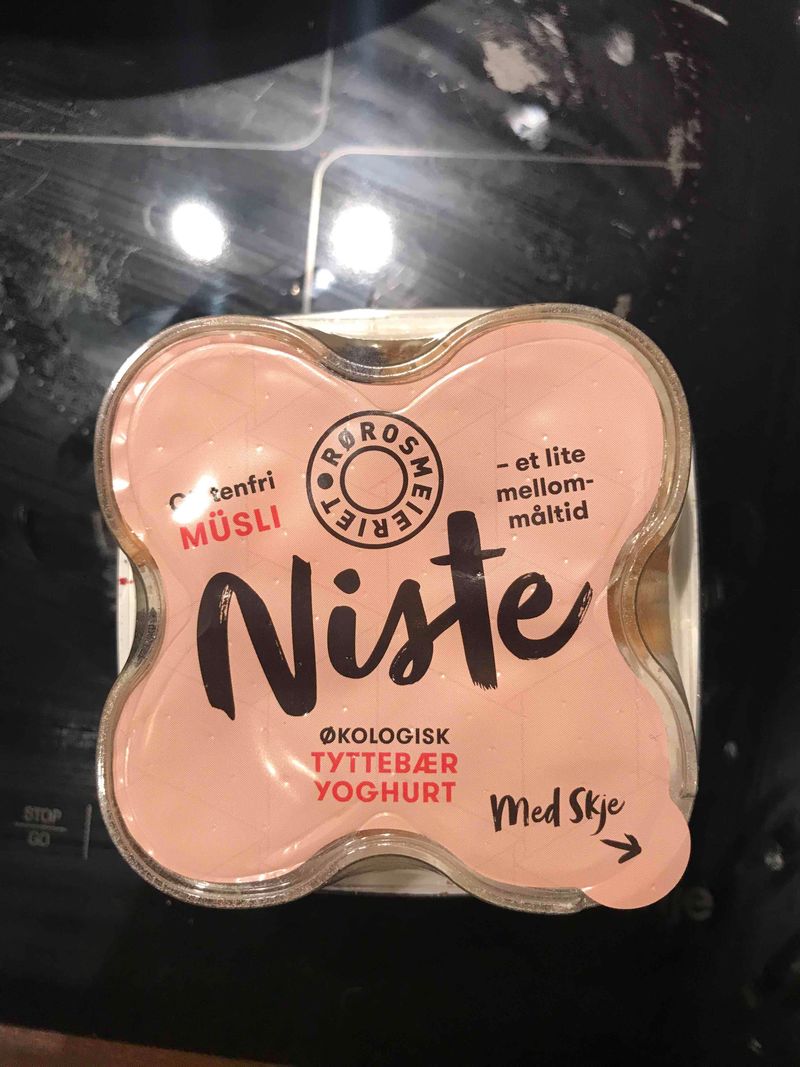 RØROSMEIERIET
MÜSLI
– et lite
mellom-
måltid
Niste
ØKOLOGISK
TYTTEBÆR
YOGHURT
Med Skje
STOP
GO